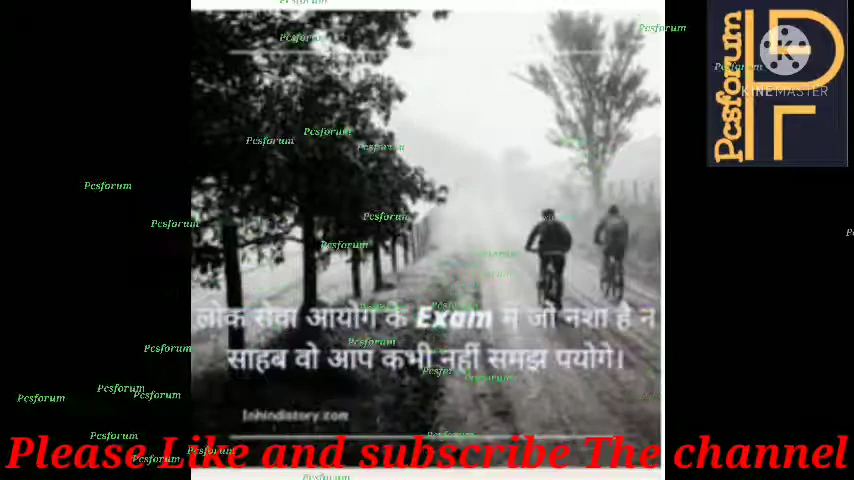 Pcsforum
KINEMASTER
लोक सेवा आयोग के Exam में जो नशा है न
साहब वो आप कभी नहीं समझ पयोगे।
Inhindistory.com
Please Like and subscribe The channel